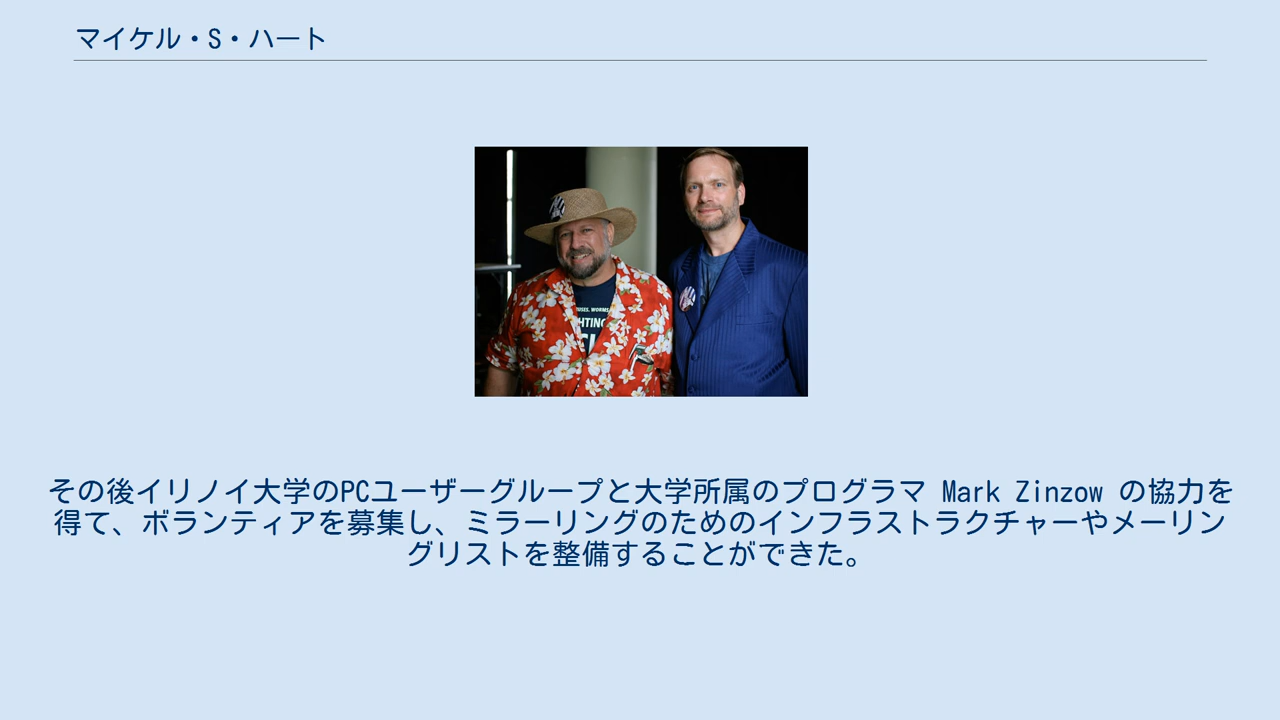 マイケル・S・ハート
USES, WORMS
HTING
その後イリノイ大学のPCユーザーグループと大学所属のプログラマ Mark Zinzow の協力を
得て、ボランティアを募集し、ミラーリングのためのインフラストラクチャーやメーリン
グリストを整備することができた。